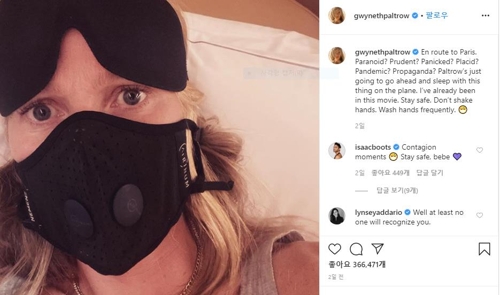 gwynethpaltrow • 팔로우
gwynethpaltrow En route to Paris.
Paranoid? Prudent? Panicked? Placid?
Pandemic? Propaganda? Paltrow's just
going to go ahead and sleep with this
thing on the plane. I've already been
in this movie. Stay safe. Don't shake
hands. Wash hands frequently. 😷
2일
isaacboots Contagion
moments 😷 Stay safe, bebe 💜
2일 좋아요 449개 답글 달기
답글 보기(9개)
lynseyaddario Well at least no
one will recognize you.
좋아요 366,471개
2일 전